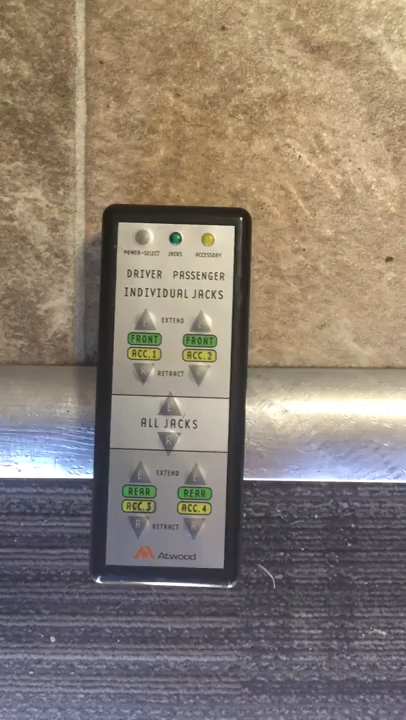 POWER-SELECT JACKS ACCESSORY
DRIVER PASSENGER
INDIVIDUAL JACKS
E EXTEND E
FRONT FRONT
ACC.1 ACC.2
R RETRACT R
E
ALL JACKS
R
E EXTEND E
REAR REAR
ACC.3 ACC.4
R RETRACT R
Atwood